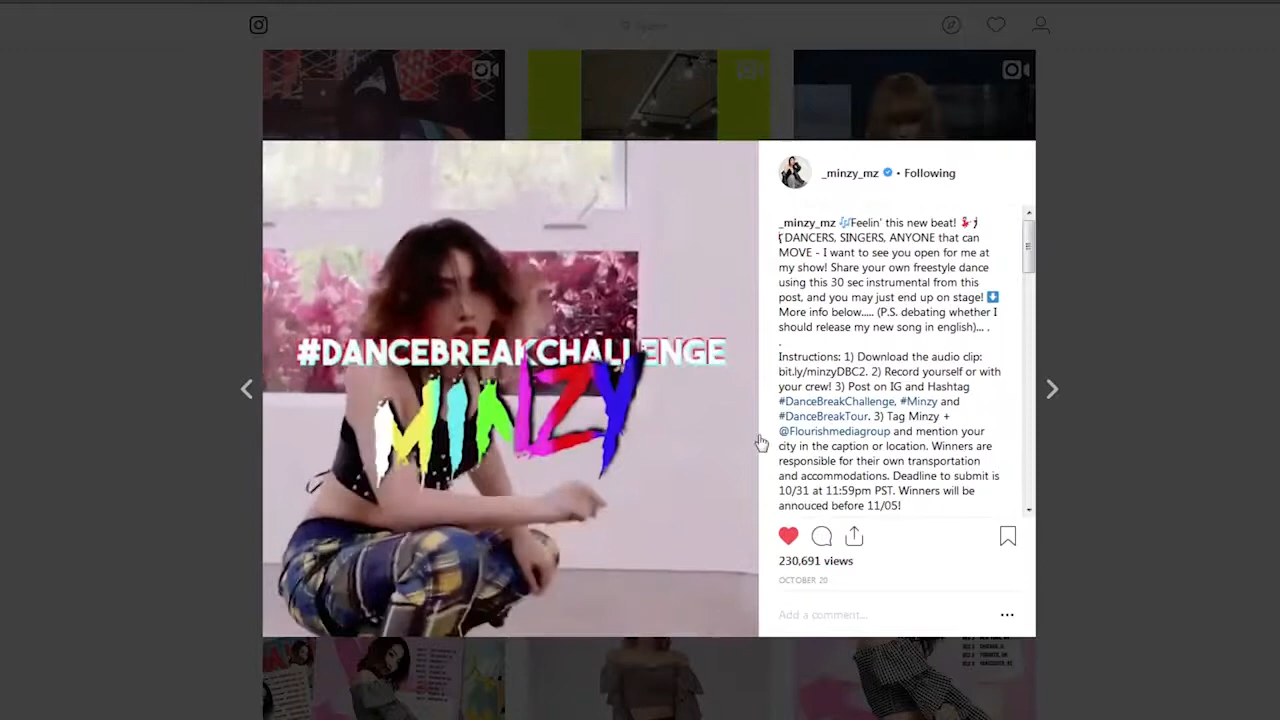 #DANCEBREAKCHALLENGE
MINZY
_minzy_mz • Following
_minzy_mz 🎶Feelin' this new beat! 💃🕺
DANCERS, SINGERS, ANYONE that can
MOVE - I want to see you open for me at
my show! Share your own freestyle dance
using this 30 sec instrumental from this
post, and you may just end up on stage! ⬇
More info below..... (P.S. debating whether I
should release my new song in english)... .
.
Instructions: 1) Download the audio clip:
bit.ly/minzyDBC2. 2) Record yourself or with
your crew! 3) Post on IG and Hashtag
#DanceBreakChallenge, #Minzy and
#DanceBreakTour. 3) Tag Minzy +
@Flourishmediagroup and mention your
city in the caption or location. Winners are
responsible for their own transportation
and accommodations. Deadline to submit is
10/31 at 11:59pm PST. Winners will be
annouced before 11/05!
230,691 views
OCTOBER 20
Add a comment...